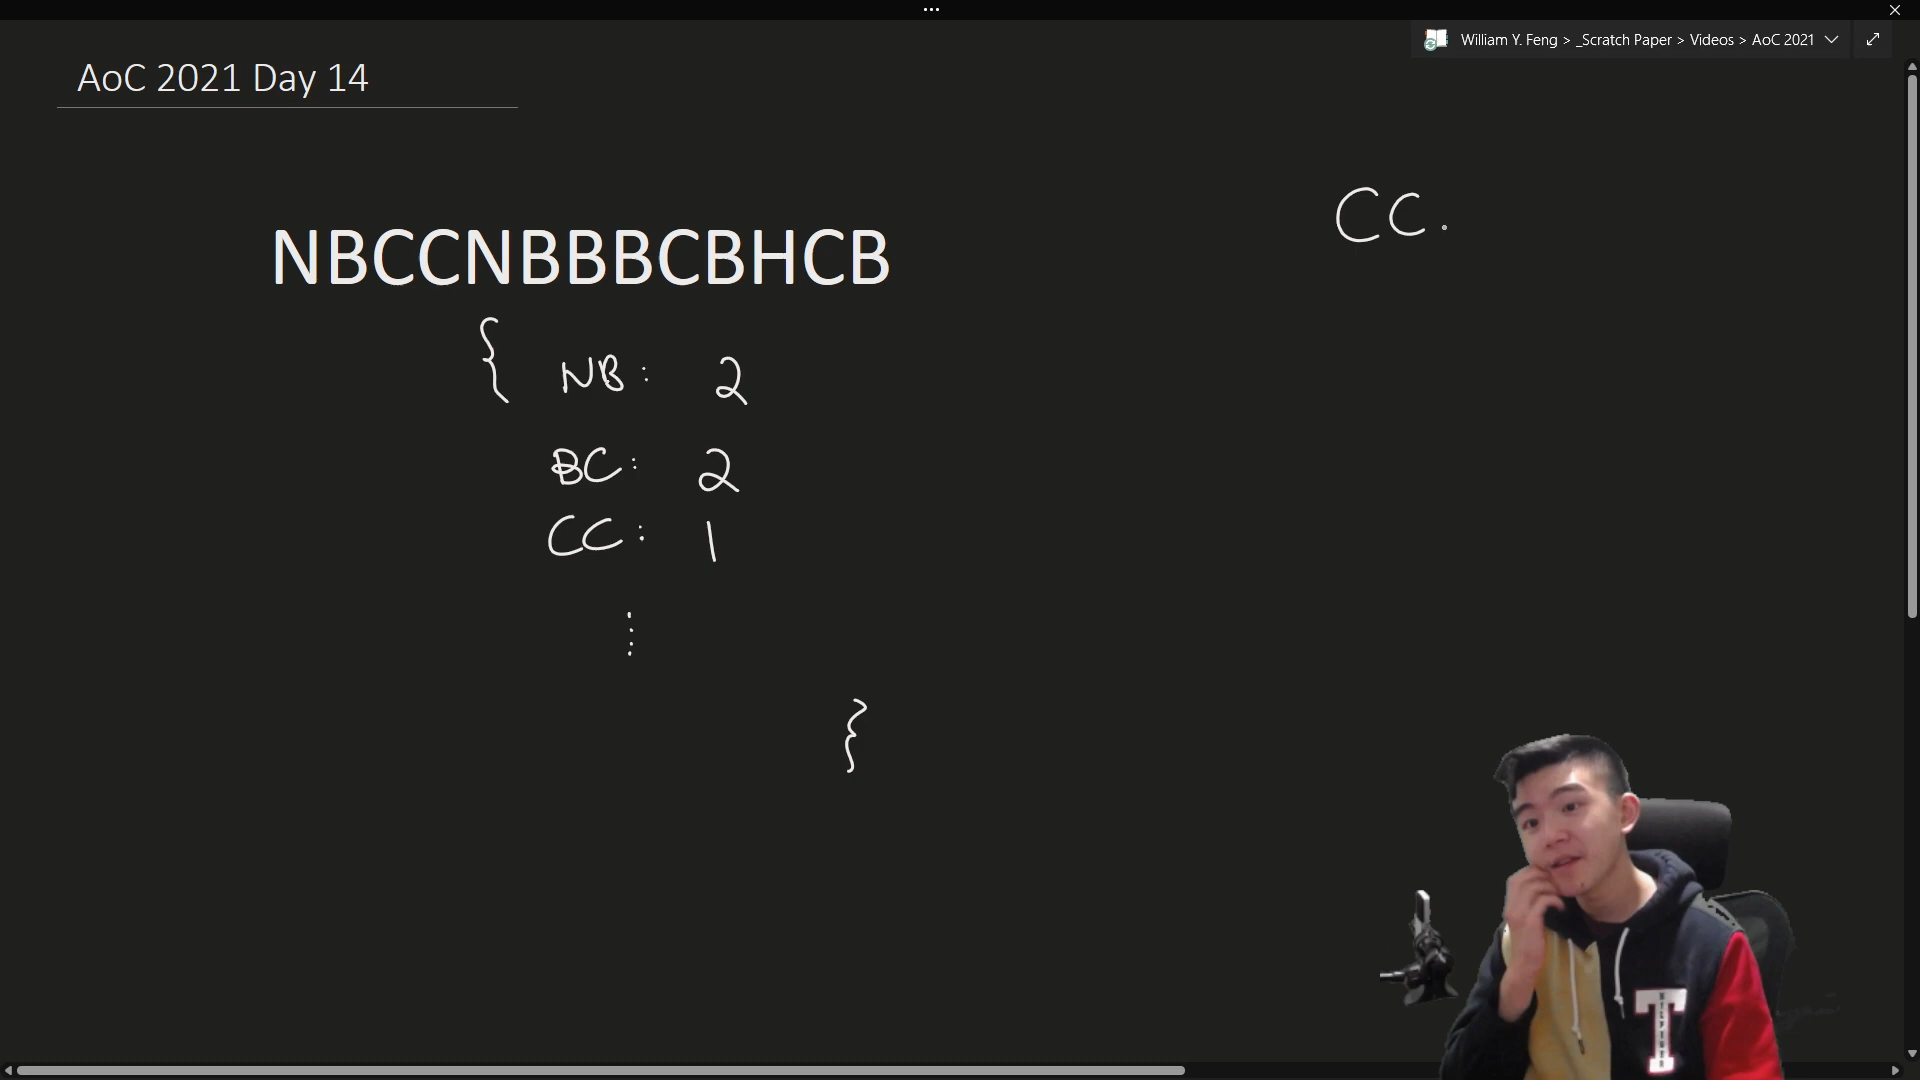 William Y. Feng > _Scratch Paper > Videos > AoC 2021
AoC 2021 Day 14
CC.
NBCCNBBBCBHCB
{ NB: 2
BC: 2
CC: 1
}
T